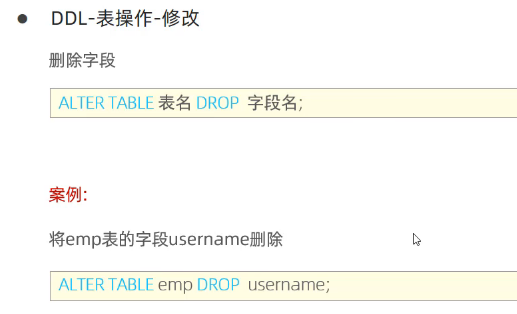 ● DDL-表操作-修改
删除字段
ALTER TABLE 表名 DROP 字段名;
案例:
将emp表的字段username删除
ALTER TABLE emp DROP username;